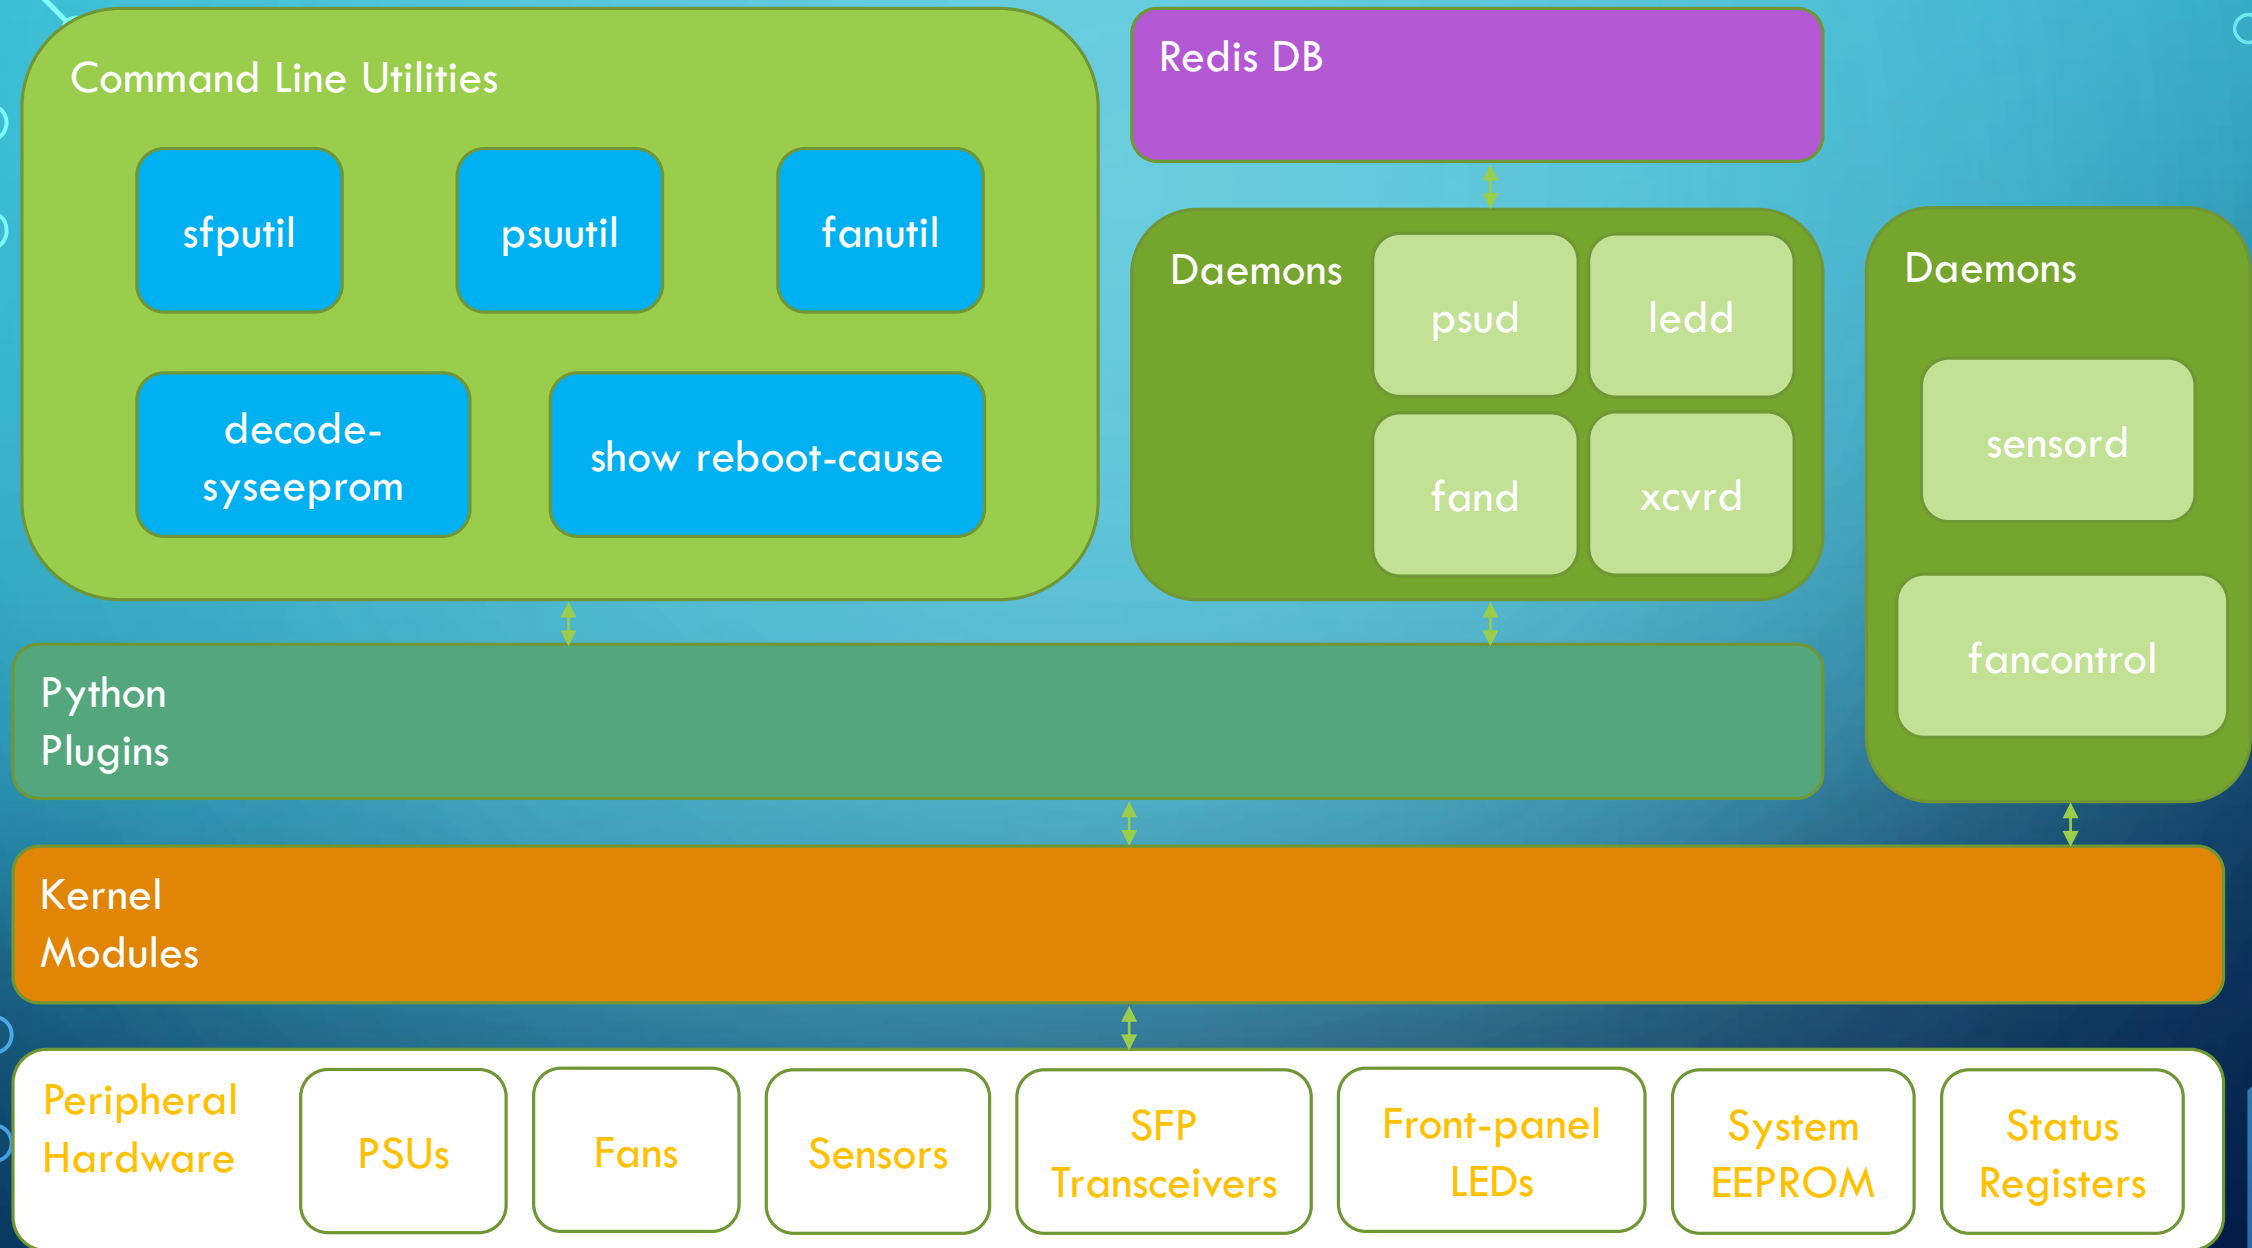 Command Line Utilities
sfputil
psuutil
fanutil
decode-
syseeprom
show reboot-cause
Redis DB
Daemons
psud
ledd
fand
xcvrd
Daemons
sensord
fancontrol
Python
Plugins
Kernel
Modules
Peripheral
Hardware
PSUs
Fans
Sensors
SFP
Transceivers
Front-panel
LEDs
System
EEPROM
Status
Registers